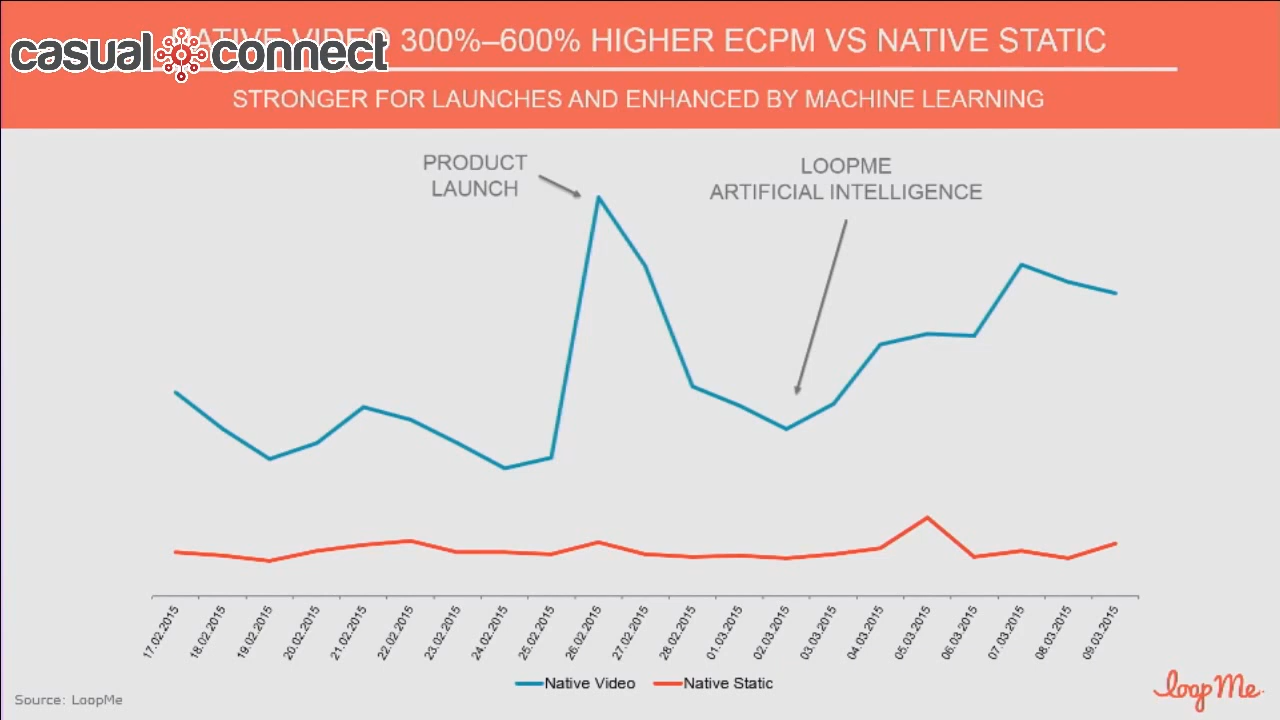 casual connect
VIDEO 300%–600% HIGHER ECPM VS NATIVE STATIC
STRONGER FOR LAUNCHES AND ENHANCED BY MACHINE LEARNING
PRODUCT
LAUNCH
LOOPME
ARTIFICIAL INTELLIGENCE
17.02.2015
18.02.2015
19.02.2015
20.02.2015
21.02.2015
22.02.2015
23.02.2015
24.02.2015
25.02.2015
26.02.2015
27.02.2015
28.02.2015
01.03.2015
02.03.2015
03.03.2015
04.03.2015
05.03.2015
06.03.2015
07.03.2015
08.03.2015
09.03.2015
Native Video Native Static
Source: LoopMe
loopMe